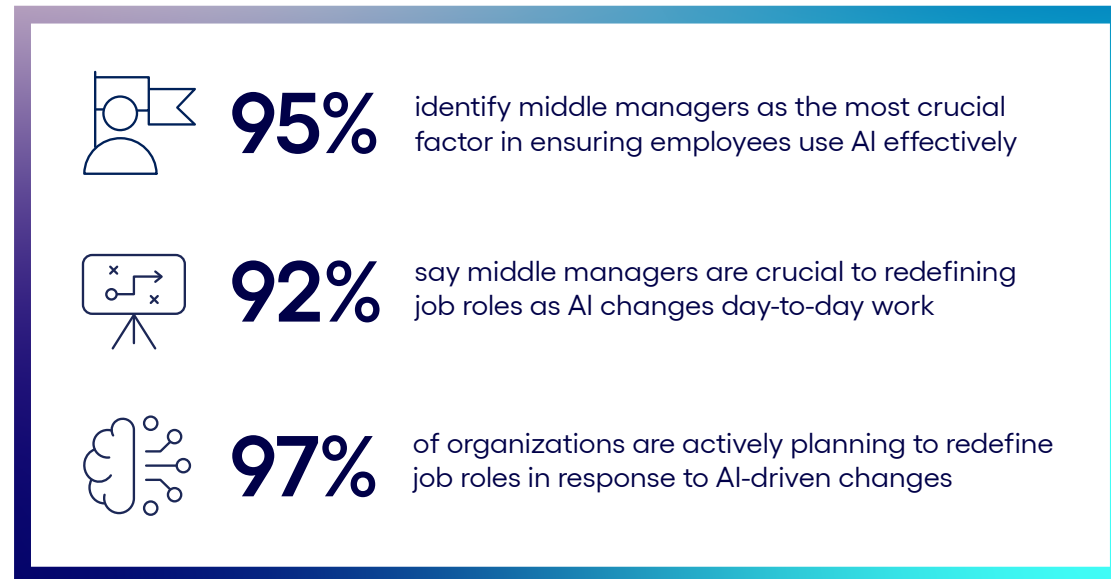 95%
identify middle managers as the most crucial
factor in ensuring employees use AI effectively
92%
say middle managers are crucial to redefining
job roles as AI changes day-to-day work
97%
of organizations are actively planning to redefine
job roles in response to AI-driven changes